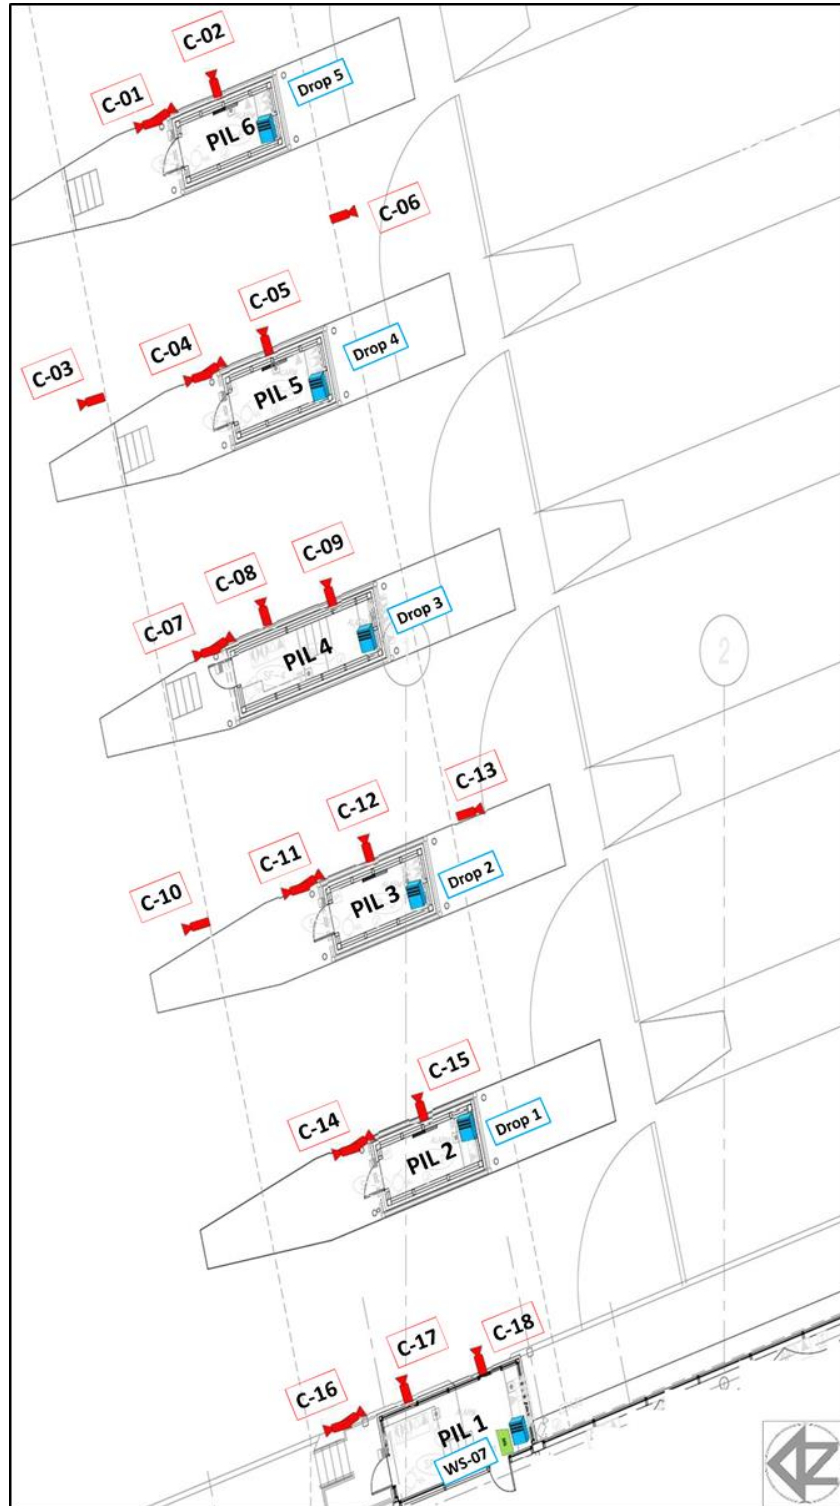 C-02
C-01
Drop 5
PIL 6
C-06
C-05
C-04
Drop 4
C-03
PIL 5
C-09
C-08
Drop 3
C-07
PIL 4
2
C-13
C-12
C-11
Drop 2
C-10
PIL 3
C-15
C-14
Drop 1
PIL 2
C-18
C-17
C-16
PIL 1
WS-07
Z